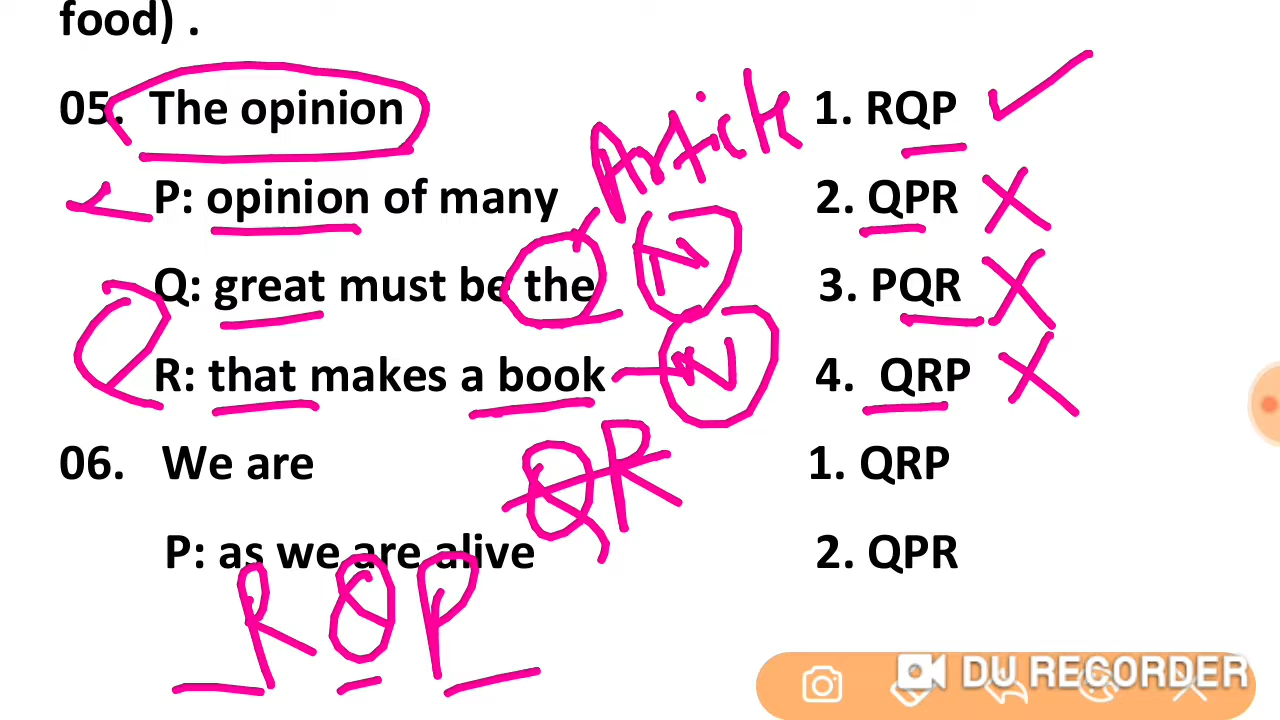 food) .
05. The opinion 1. RQP
Article
P: opinion of many 2. QPR
Q: great must be the N 3. PQR
R: that makes a book N 4. QRP
06. We are QR 1. QRP
P: as we are alive 2. QPR
RQP
DU RECORDER